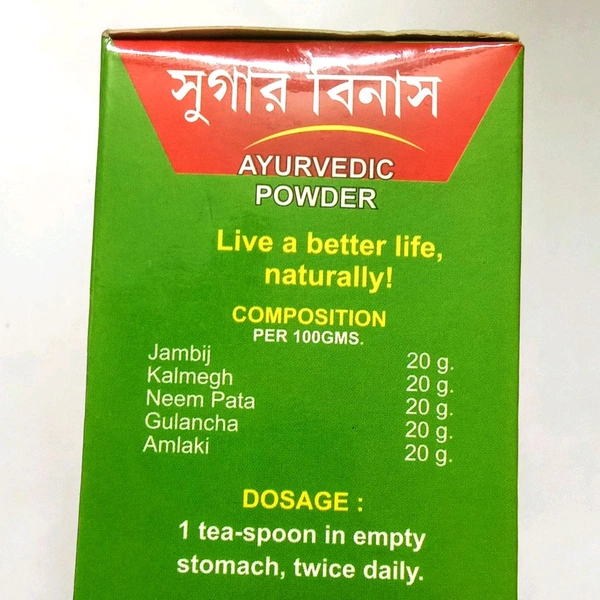 সুগার বিনাস
AYURVEDIC
POWDER
Live a better life,
naturally!
COMPOSITION
PER 100GMS.
Jambij 20 g.
Kalmegh 20 g.
Neem Pata 20 g.
Gulancha 20 g.
Amlaki 20 g.
DOSAGE :
1 tea-spoon in empty
stomach, twice daily.